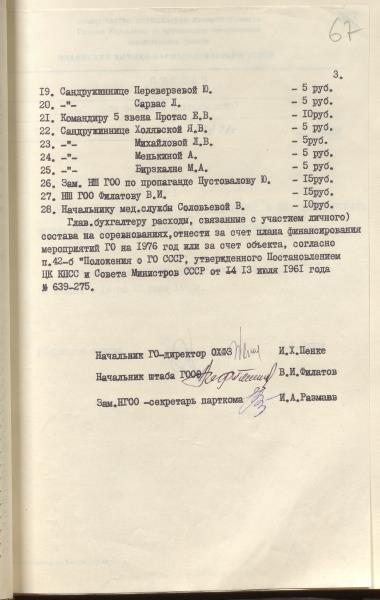 67
3.
19. Сандружиннице Переверзевой Ю. - 5 руб.
20. -"- Сарвас Л. - 5 руб.
21. Командиру 5 звена Протас Е.В. - 10руб.
22. Сандружиннице Холявской Я.В. - 5 руб.
23. -"- Михайловой Л.В. - 5руб.
24. -"- Менькиной А. - 5 руб.
25. -"- Бирзкалне М.А. - 5 руб.
26. Зам. НШ ГОО по пропаганде Пустовалову Ю. - 15руб.
27. НШ ГОО Филатову В.И. - 15руб.
28. Начальнику мед.службы Соловьевой В. - 10руб.
Глав.бухгалтеру расходы, связанные с участием личного)
состава на соревнованиях,отнести за счет плана финансирования
мероприятий ГО на 1976 год или за счет объекта, согласно
п.42-б "Положения о ГО СССР, утвержденного Постановлением
ЦК КПСС и Совета Министров СССР от 14 13 июля 1961 года
№ 639-275.
Начальник ГО-директор ОХФЗ И.Х.Пенке
Начальник штаба ГОО В.И.Филатов
Зам.НГОО -секретарь парткома И.А.Размаяв